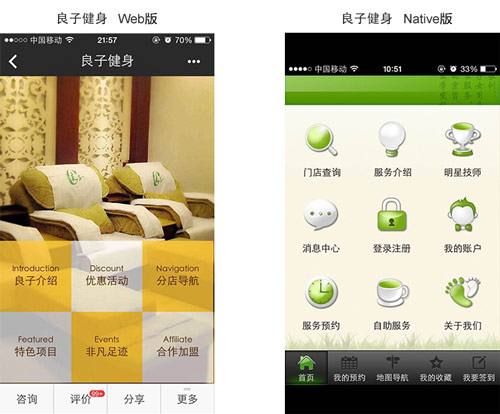 良子健身 Web版
中国移动 21:57 70%
良子健身
Introduction Discount Navigation
良子介绍 优惠活动 分店导航
Featured Events Affiliate
特色项目 非凡足迹 合作加盟
99+
咨询 评价 分享 更多
良子健身 Native版
中国移动 10:51 33%
门店查询 服务介绍 明星技师
消息中心 登录注册 我的账户
服务预约 自助服务 关于我们
首页 我的预约 地图导航 我的收藏 我要签到